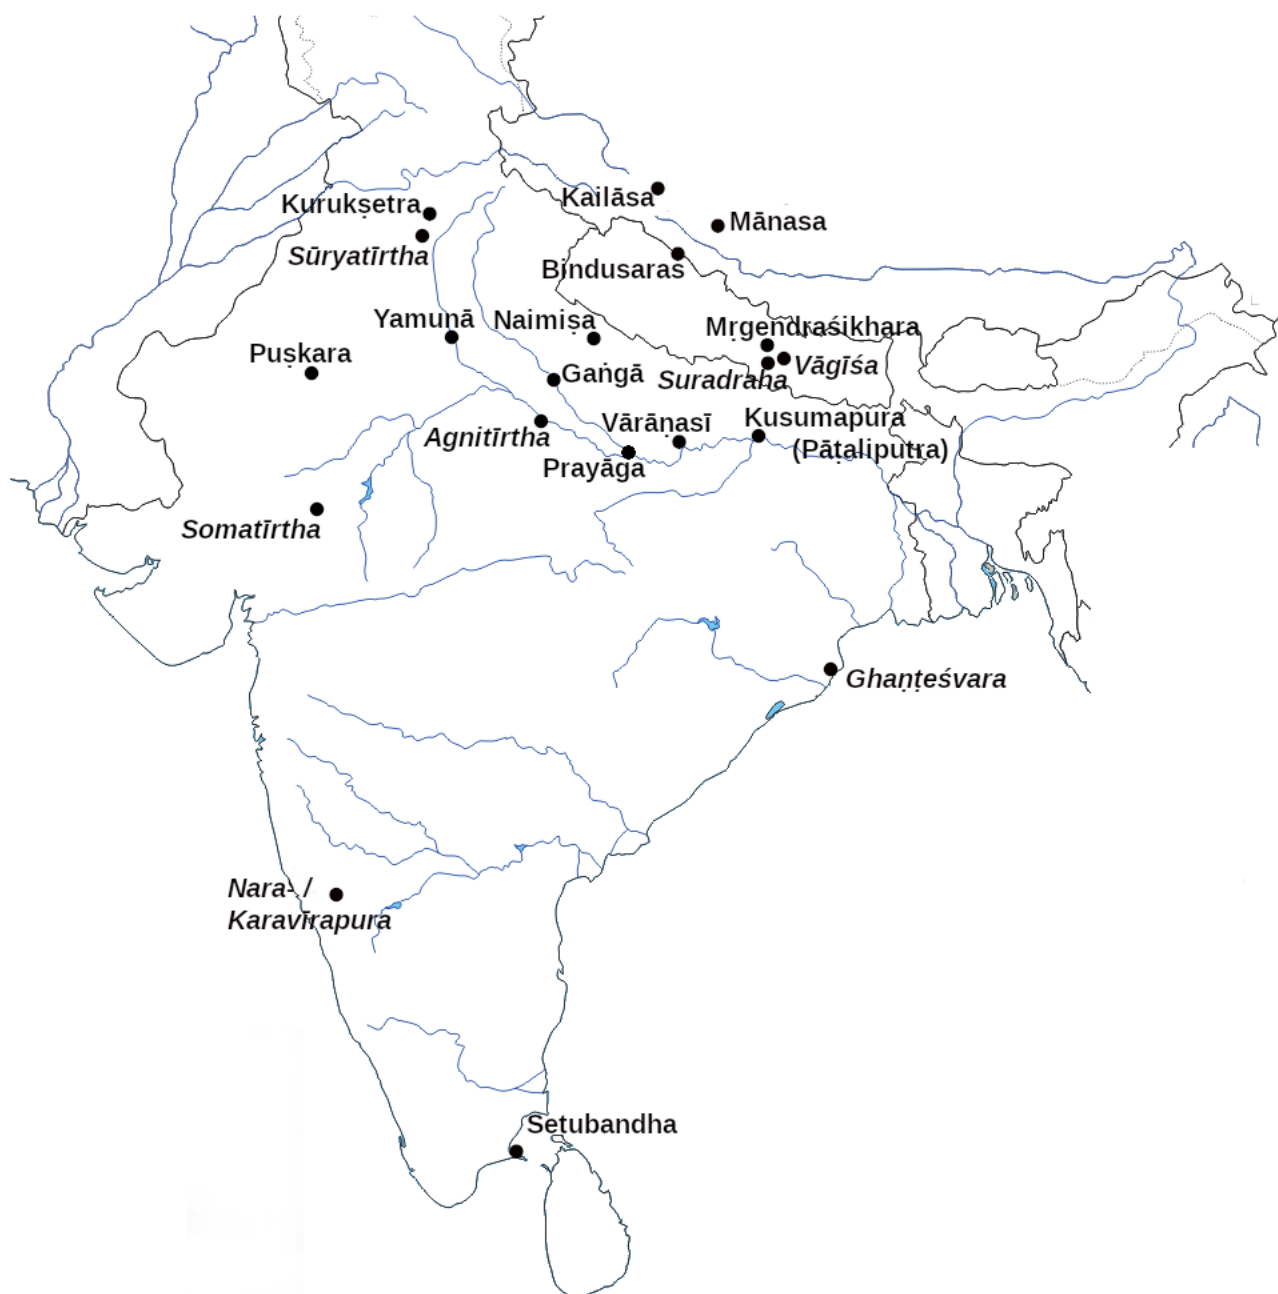 Kailāsa
Kurukṣetra
Mānasa
Sūryatīrtha
Bindusaras
Yamunā
Naimiṣa
Mṛgendraśikhara
Puṣkara
Gaṅgā
Suradraha
Vāgīśa
Agnitīrtha
Vārāṇasī
Kusumapura
(Pāṭaliputra)
Prayāga
Somatīrtha
Ghaṇṭeśvara
Nara- /
Karavīrapura
Setubandha